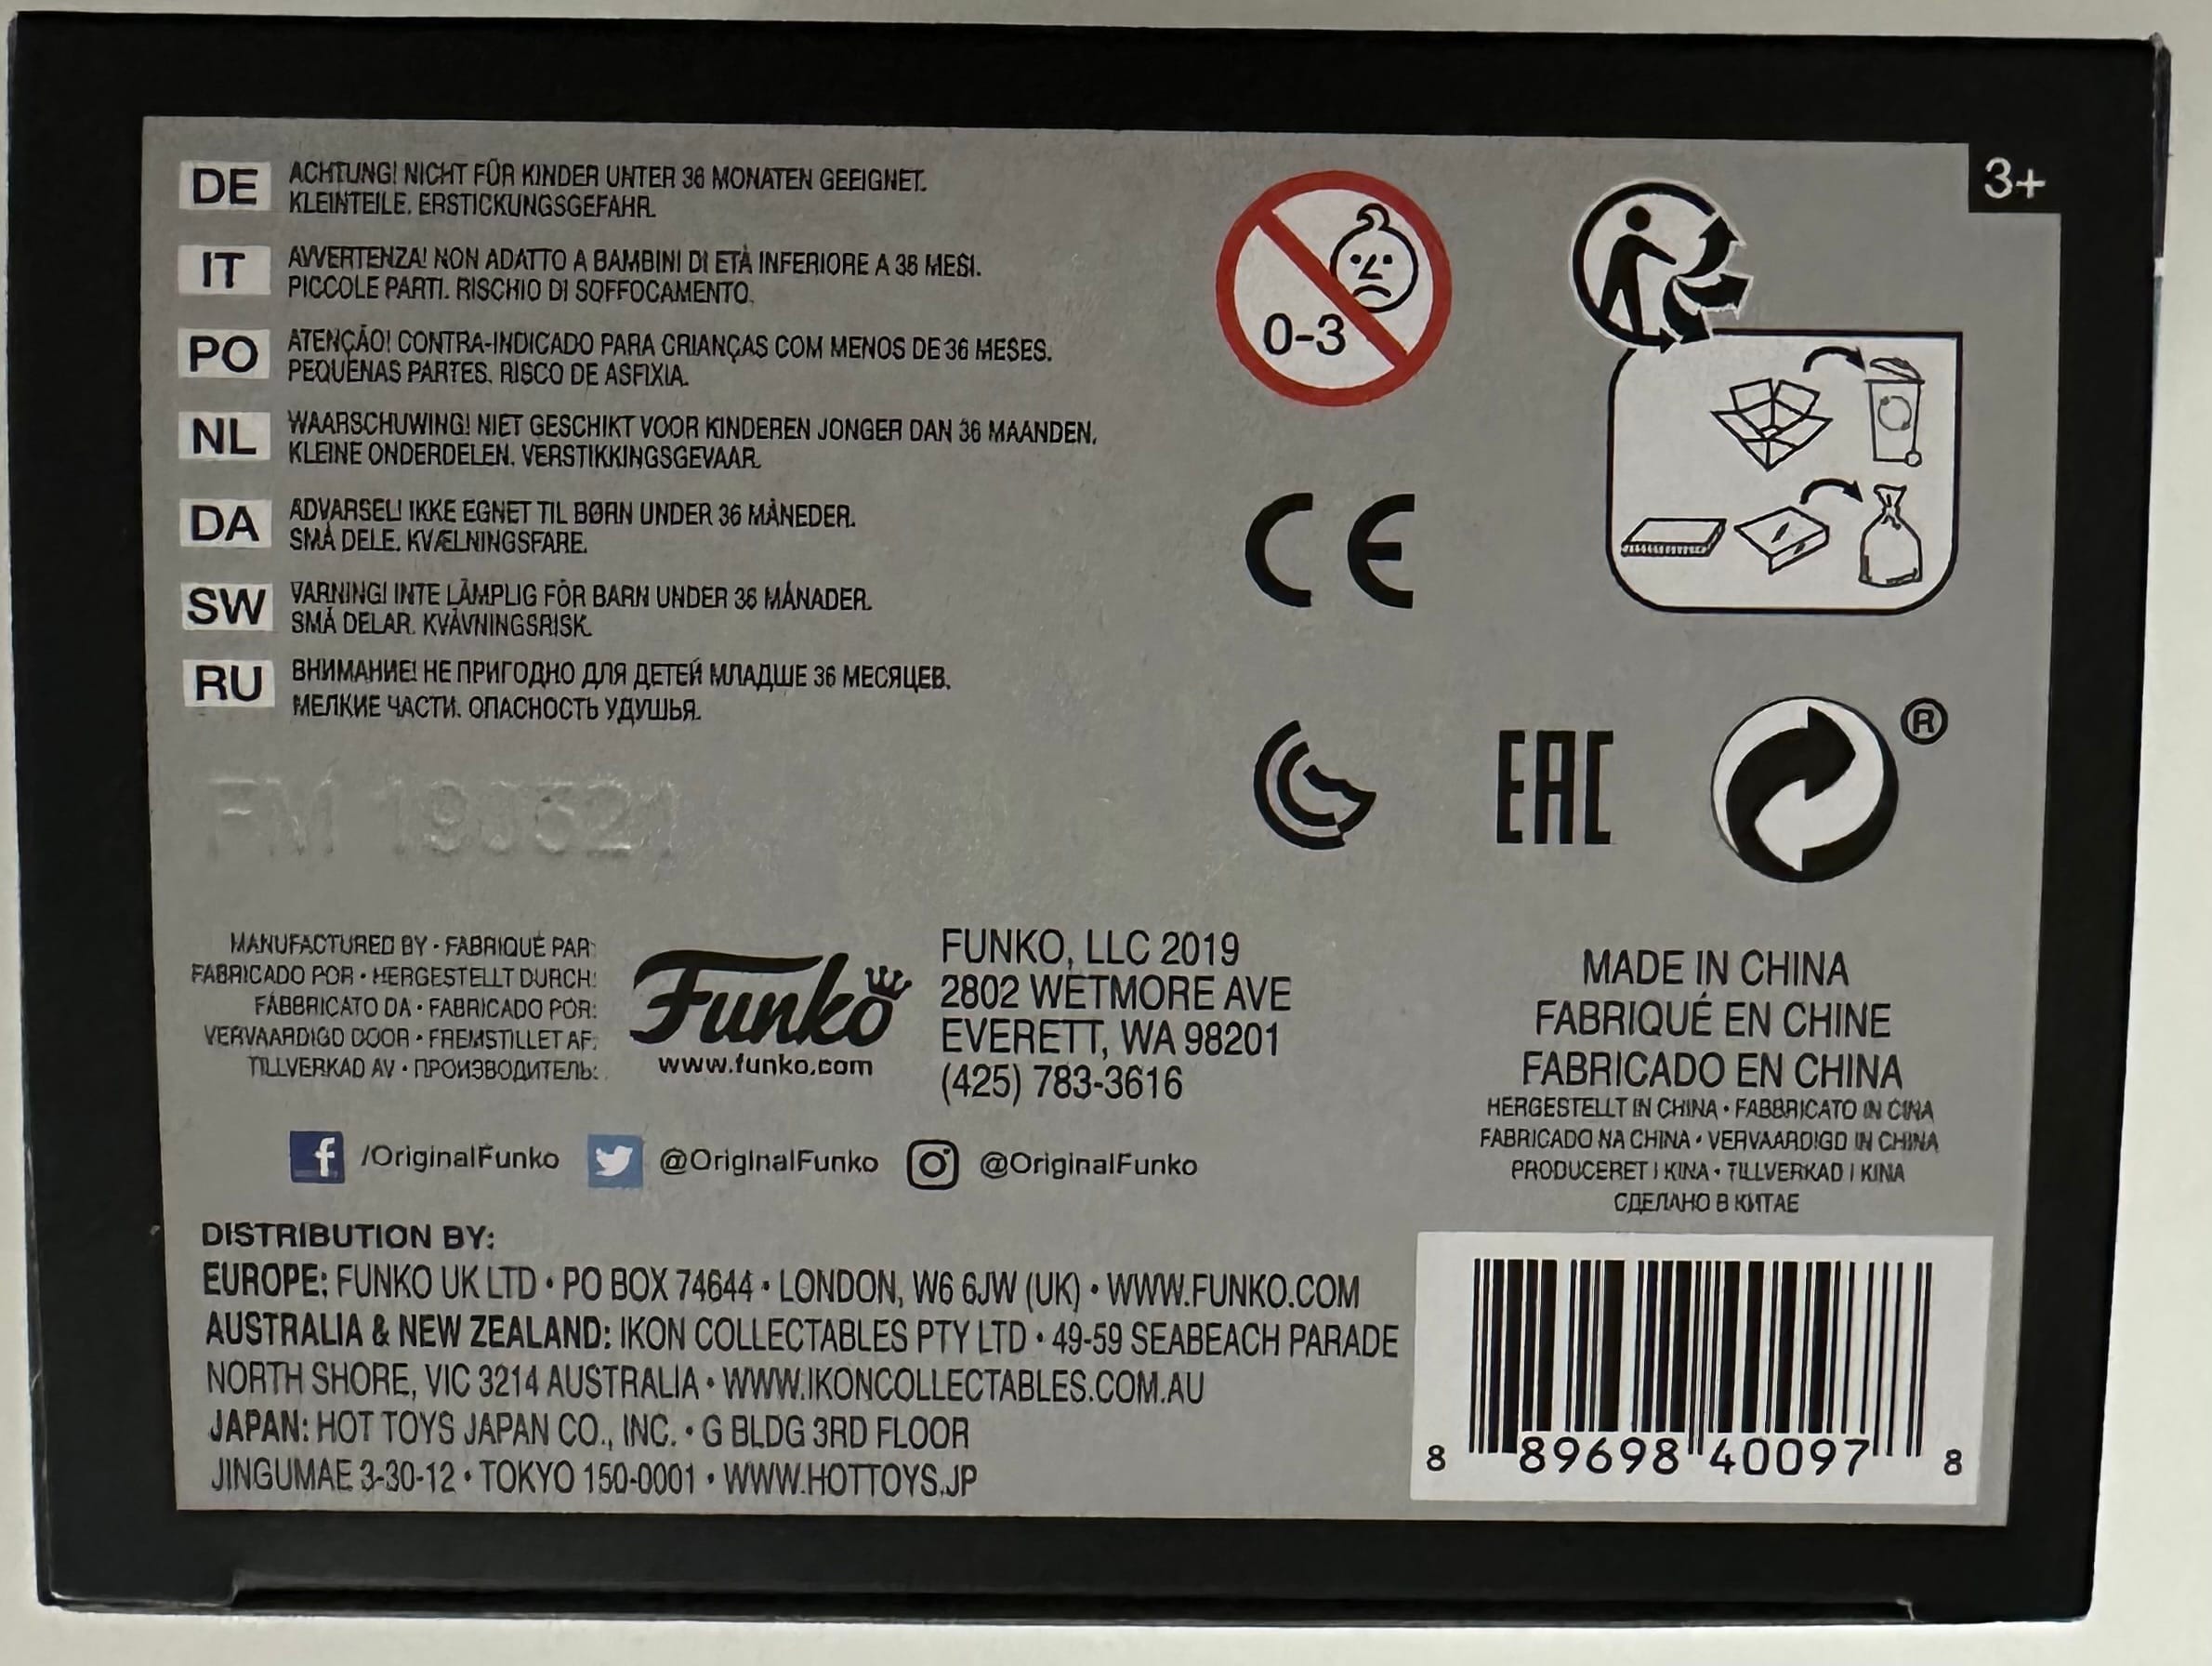 3+
DE ACHTUNG! NICHT FÜR KINDER UNTER 36 MONATEN GEEIGNET.
KLEINTEILE. ERSTICKUNGSGEFAHR.
IT AVVERTENZA! NON ADATTO A BAMBINI DI ETÀ INFERIORE A 36 MESI.
PICCOLE PARTI. RISCHIO DI SOFFOCAMENTO.
PO ATENÇÃO! CONTRA-INDICADO PARA CRIANÇAS COM MENOS DE 36 MESES.
PEQUENAS PARTES. RISCO DE ASFIXIA.
NL WAARSCHUWING! NIET GESCHIKT VOOR KINDEREN JONGER DAN 36 MAANDEN.
KLEINE ONDERDELEN. VERSTIKKINGSGEVAAR.
DA ADVARSEL! IKKE EGNET TIL BØRN UNDER 36 MÅNEDER.
SMÅ DELE. KVÆLNINGSFARE.
SW VARNING! INTE LÄMPLIG FÖR BARN UNDER 36 MÅNADER.
SMÅ DELAR. KVÄVNINGSRISK.
RU ВНИМАНИЕ! НЕ ПРИГОДНО ДЛЯ ДЕТЕЙ МЛАДШЕ 36 МЕСЯЦЕВ.
МЕЛКИЕ ЧАСТИ. ОПАСНОСТЬ УДУШЬЯ.
0-3
CE
EAC
®
FM
MANUFACTURED BY • FABRIQUÉ PAR:
FABRICADO POR • HERGESTELLT DURCH:
FABBRICATO DA • FABRICADO POR:
VERVAARDIGD DOOR • FREMSTILLET AF:
TILLVERKAD AV • ПРОИЗВОДИТЕЛЬ:
Funko
www.funko.com
FUNKO, LLC 2019
2802 WETMORE AVE
EVERETT, WA 98201
(425) 783-3616
MADE IN CHINA
FABRIQUÉ EN CHINE
FABRICADO EN CHINA
HERGESTELLT IN CHINA • FABBRICATO IN CINA
FABRICADO NA CHINA • VERVAARDIGD IN CHINA
PRODUCERET I KINA • TILLVERKAD I KINA
СДЕЛАНО В КИТАЕ
f /OriginalFunko @OriginalFunko @OriginalFunko
DISTRIBUTION BY:
EUROPE: FUNKO UK LTD • PO BOX 74644 • LONDON, W6 6JW (UK) • WWW.FUNKO.COM
AUSTRALIA & NEW ZEALAND: IKON COLLECTABLES PTY LTD • 49-59 SEABEACH PARADE
NORTH SHORE, VIC 3214 AUSTRALIA • WWW.IKONCOLLECTABLES.COM.AU
JAPAN: HOT TOYS JAPAN CO., INC. • G BLDG 3RD FLOOR
JINGUMAE 3-30-12 • TOKYO 150-0001 • WWW.HOTTOYS.JP
8 89698 40097 8